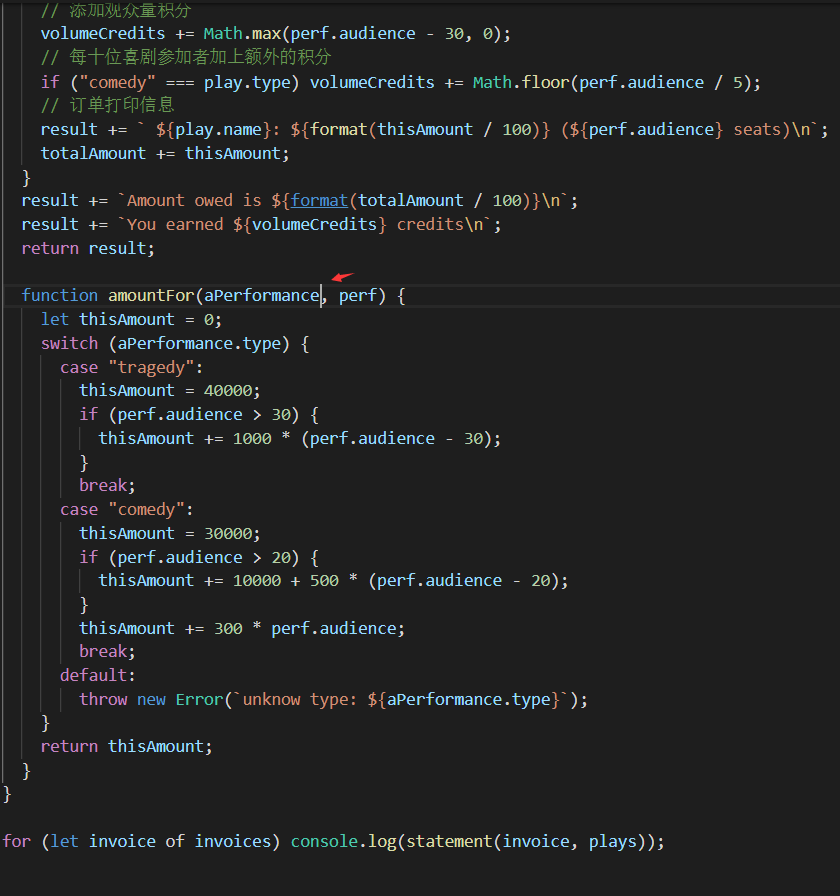 // 添加观众量积分
volumeCredits += Math.max(perf.audience - 30, 0);
// 每十位喜剧参加者加上额外的积分
if ("comedy" === play.type) volumeCredits += Math.floor(perf.audience / 5);
// 订单打印信息
result += ` ${play.name}: ${format(thisAmount / 100)} (${perf.audience} seats)\n`;
totalAmount += thisAmount;
}
result += `Amount owed is ${format(totalAmount / 100)}\n`;
result += `You earned ${volumeCredits} credits\n`;
return result;
function amountFor(aPerformance, perf) {
let thisAmount = 0;
switch (aPerformance.type) {
case "tragedy":
thisAmount = 40000;
if (perf.audience > 30) {
thisAmount += 1000 * (perf.audience - 30);
}
break;
case "comedy":
thisAmount = 30000;
if (perf.audience > 20) {
thisAmount += 10000 + 500 * (perf.audience - 20);
}
thisAmount += 300 * perf.audience;
break;
default:
throw new Error(`unknow type: ${aPerformance.type}`);
}
return thisAmount;
}
}
for (let invoice of invoices) console.log(statement(invoice, plays));